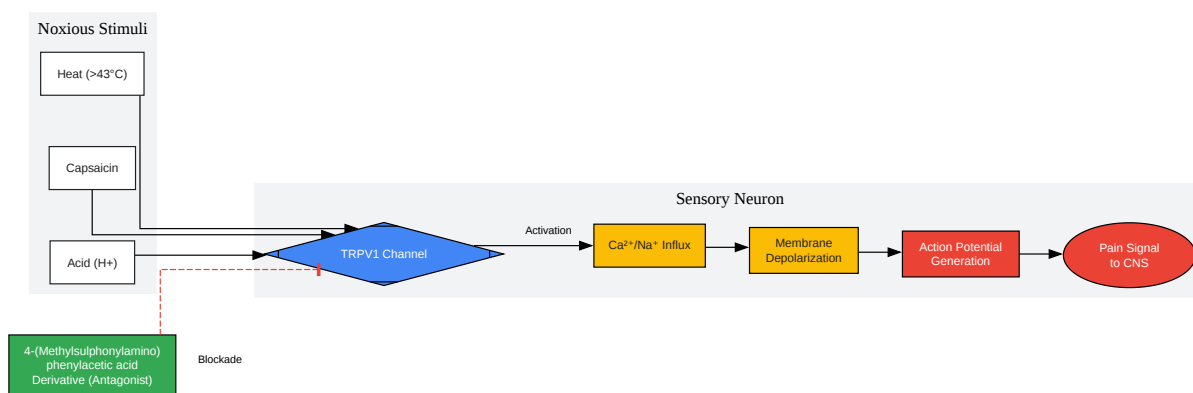 Noxious Stimuli
Heat (>43°C)
Capsaicin
Acid (H+)
Sensory Neuron
TRPV1 Channel
Activation
Ca²⁺/Na⁺ Influx
Membrane
Depolarization
Action Potential
Generation
Pain Signal
to CNS
4-(Methylsulphonylamino)
phenylacetic acid
Derivative (Antagonist)
Blockade